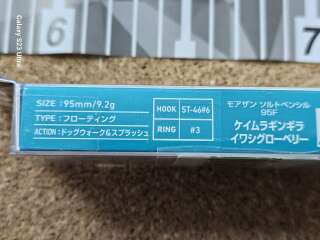 Galaxy S23 Ultra
6
7
SIZE : 95mm/9.2g
TYPE : フローティング
ACTION : ドッグウォーク&スプラッシュ
HOOK ST-46#6
RING #3
モアザン ソルトペンシル
95F
ケイムラギンギラ
イワシグローベリー